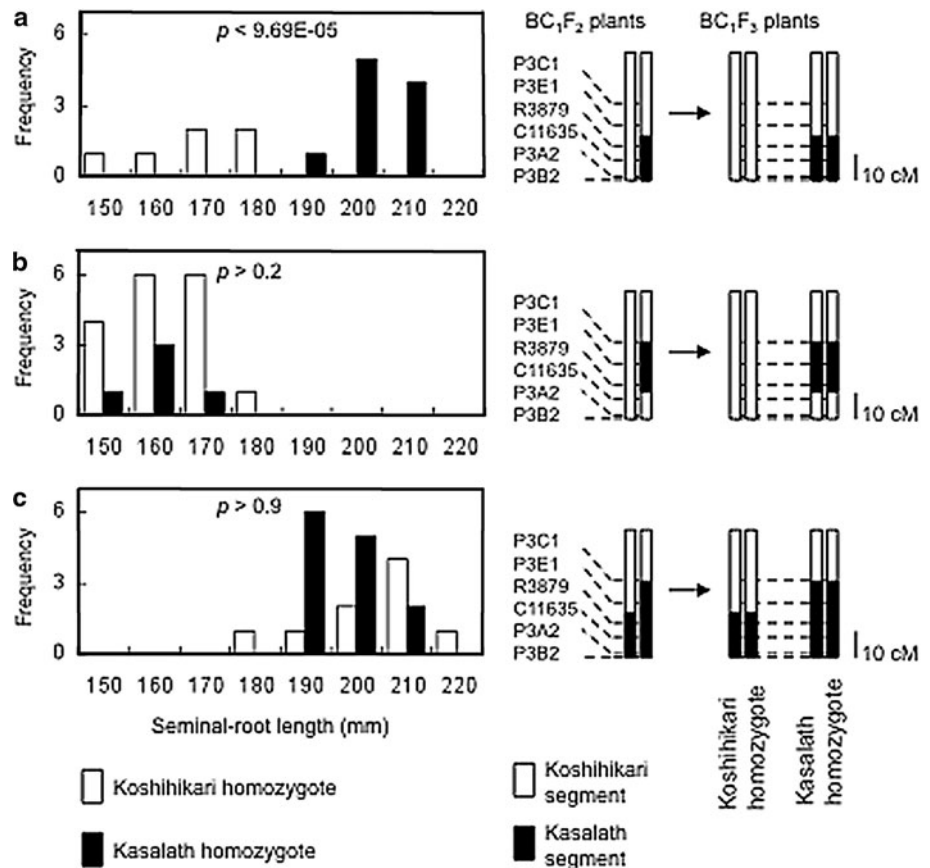 a
p < 9.69E-05
Frequency
6
3
0
150 160 170 180 190 200 210 220
BC₁F₂ plants
BC₁F₃ plants
P3C1
P3E1
R3879
C11635
P3A2
P3B2
10 cM
b
p > 0.2
Frequency
6
3
0
150 160 170 180 190 200 210 220
P3C1
P3E1
R3879
C11635
P3A2
P3B2
10 cM
c
p > 0.9
Frequency
6
3
0
150 160 170 180 190 200 210 220
Seminal-root length (mm)
P3C1
P3E1
R3879
C11635
P3A2
P3B2
10 cM
Koshihikari
homozygote
Kasalath
homozygote
Koshihikari homozygote
Kasalath homozygote
Koshihikari
segment
Kasalath
segment